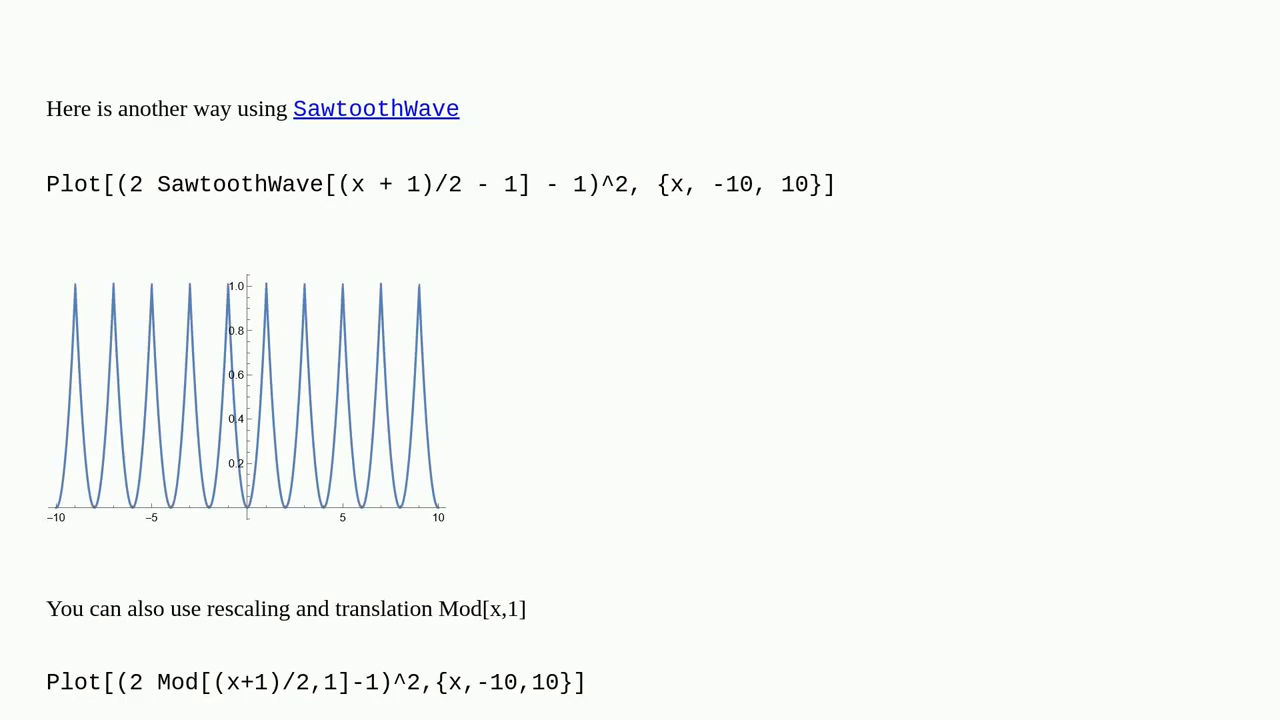 Here is another way using SawtoothWave
Plot[(2 SawtoothWave[(x + 1)/2 - 1] - 1)^2, {x, -10, 10}]
1.0
0.8
0.6
0.4
0.2
−10 −5 5 10
You can also use rescaling and translation Mod[x,1]
Plot[(2 Mod[(x+1)/2,1]-1)^2,{x,-10,10}]